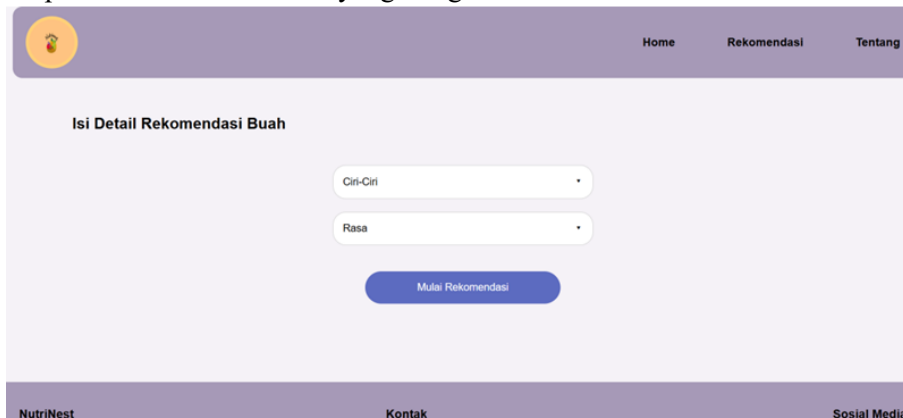 Home Rekomendasi Tentang
Isi Detail Rekomendasi Buah
Ciri-Ciri
Rasa
Mulai Rekomendasi
NutriNest Kontak Sosial Media